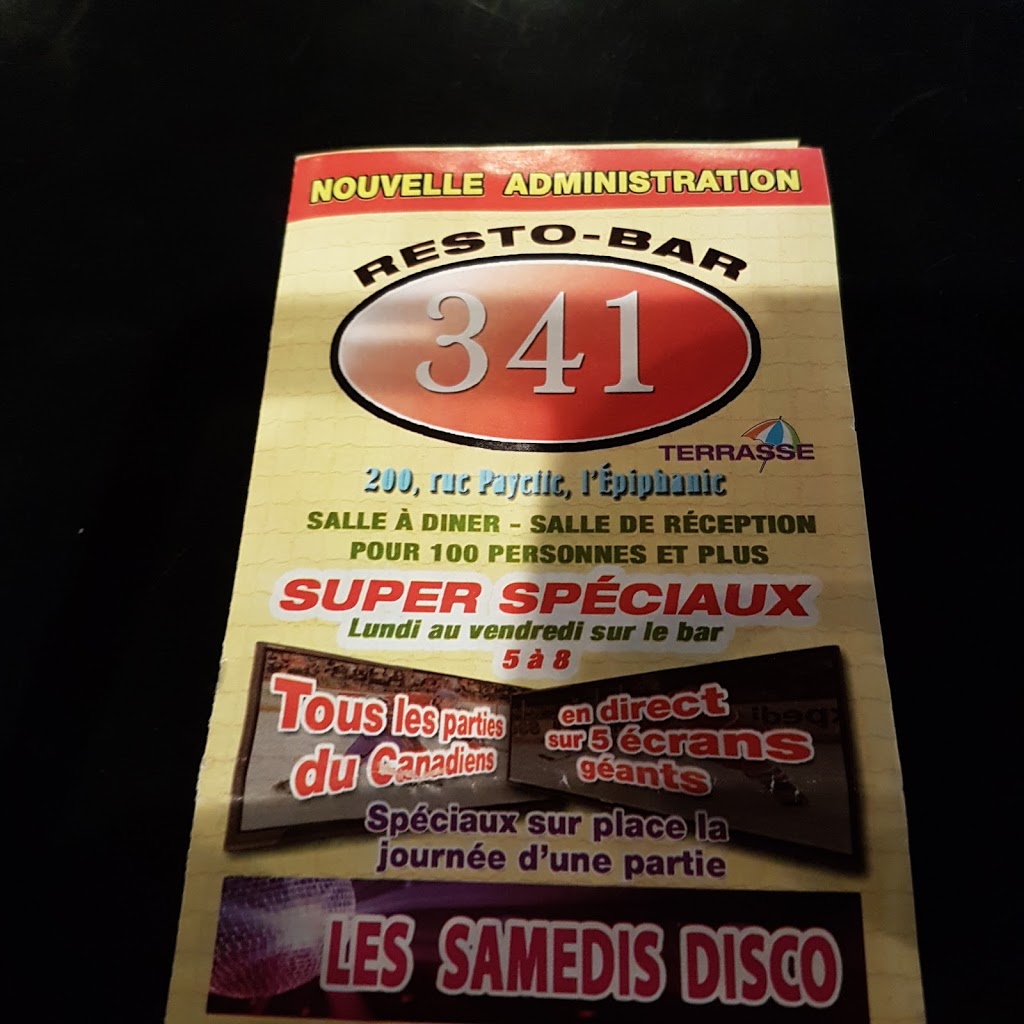 NOUVELLE ADMINISTRATION
RESTO-BAR
341
TERRASSE
200, rue Payette, l'Épiphanie
SALLE À DINER - SALLE DE RÉCEPTION
POUR 100 PERSONNES ET PLUS
SUPER SPÉCIAUX
Lundi au vendredi sur le bar
5 à 8
Tous les parties
du Canadiens
en direct
sur 5 écrans
géants
Spéciaux sur place la
journée d'une partie
LES SAMEDIS DISCO